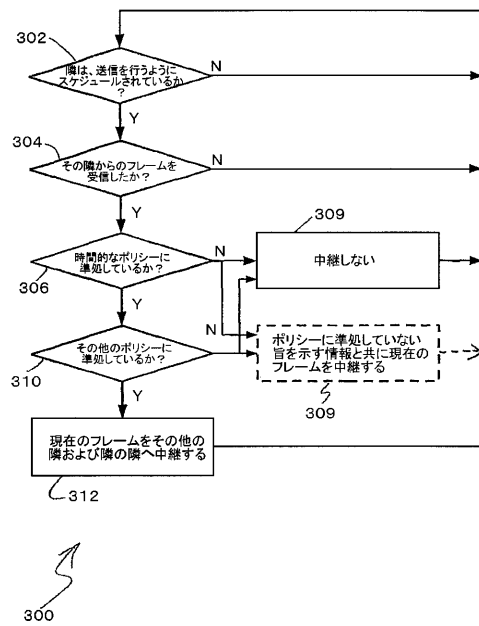 302
隣は、送信を行うように
スケジュールされているか
?
N
Y
304
その隣からのフレームを
受信したか?
N
Y
309
時間的なポリシーに
準処しているか?
N
中継しない
306
Y
N
その他のポリシーに
準処しているか?
ポリシーに準処していない
旨を示す情報と共に現在の
フレームを中継する
309
310
Y
現在のフレームをその他の
隣および隣の隣へ中継する
312
300